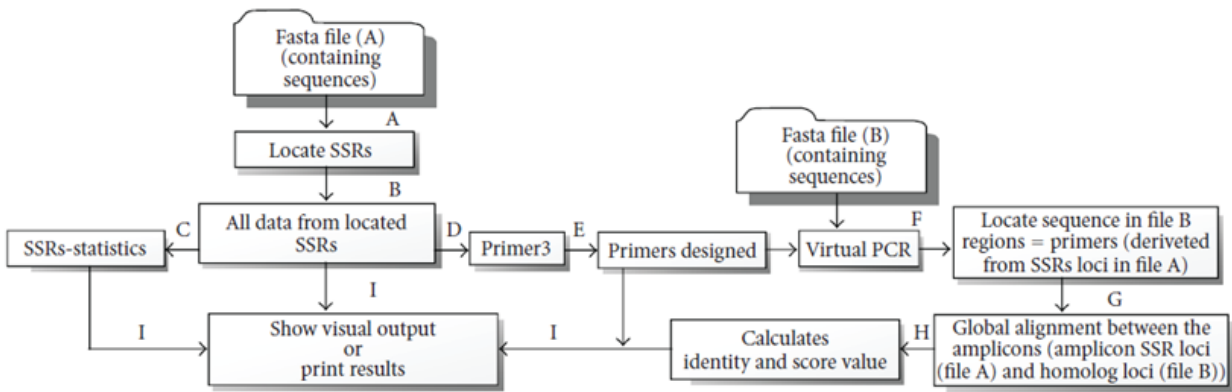 Fasta file (A)
(containing
sequences)
A
Locate SSRs
B
All data from located
SSRs
C
SSRs-statistics
D
Primer3
E
Primers designed
Fasta file (B)
(containing
sequences)
Virtual PCR
F
Locate sequence in file B
regions = primers (deriveted
from SSRs loci in file A)
G
Global alignment between the
amplicons (amplicon SSR loci
(file A) and homolog loci (file B))
H
Calculates
identity and score value
I
I
I
Show visual output
or
print results